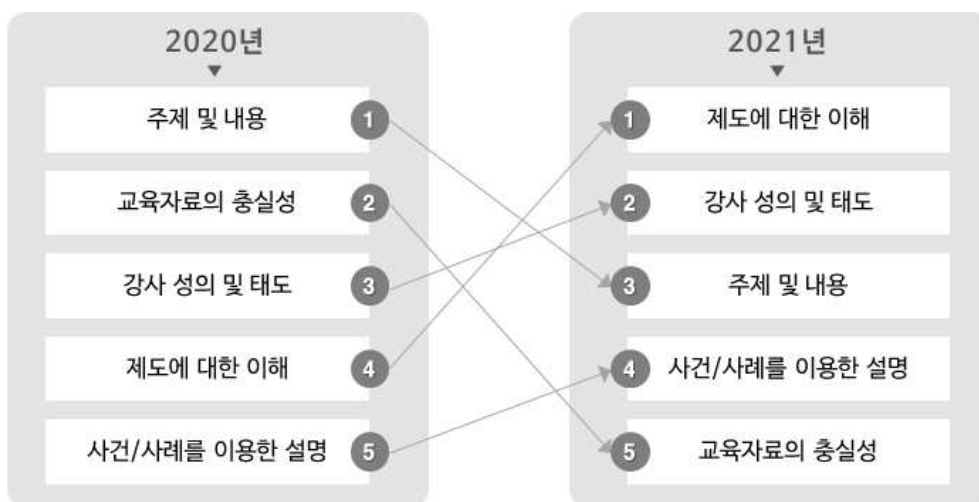 2020년
▼
주제 및 내용 1
교육자료의 충실성 2
강사 성의 및 태도 3
제도에 대한 이해 4
사건/사례를 이용한 설명 5
2021년
▼
1 제도에 대한 이해
2 강사 성의 및 태도
3 주제 및 내용
4 사건/사례를 이용한 설명
5 교육자료의 충실성